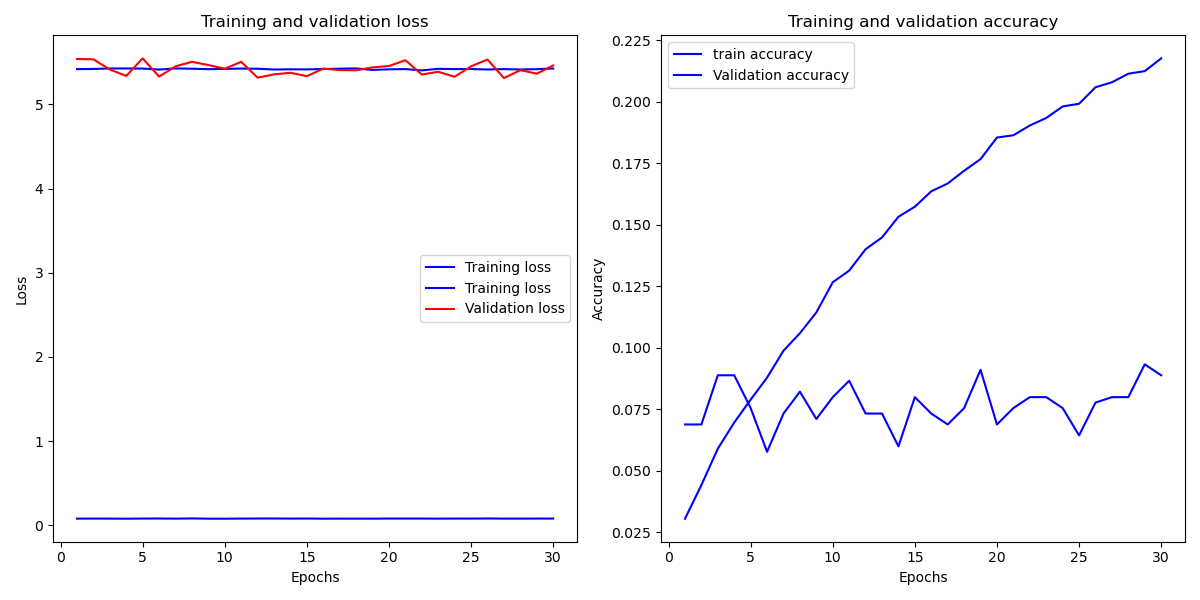 Training and validation loss
Loss
5
4
3
2
1
0
Training loss
Training loss
Validation loss
0
5
10
15
20
25
30
Epochs
Training and validation accuracy
Accuracy
0.225
0.200
0.175
0.150
0.125
0.100
0.075
0.050
0.025
train accuracy
Validation accuracy
0
5
10
15
20
25
30
Epochs